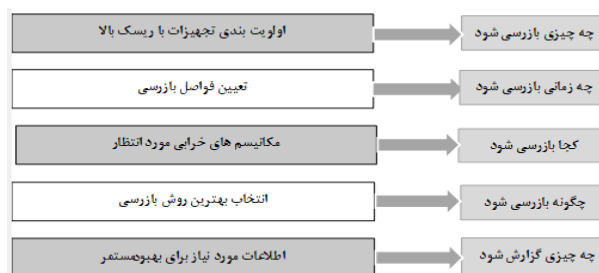 اولویت بندی تجهیزات با ریسک بالا
چه چیزی بازرسی شود
تعیین فواصل بازرسی
چه زمانی بازرسی شود
مکانیسم های خرابی مورد انتظار
کجا بازرسی شود
انتخاب بهترین روش بازرسی
چگونه بازرسی شود
اطلاعات مورد نیاز برای بهبودمستمر
چه چیزی گزارش شود